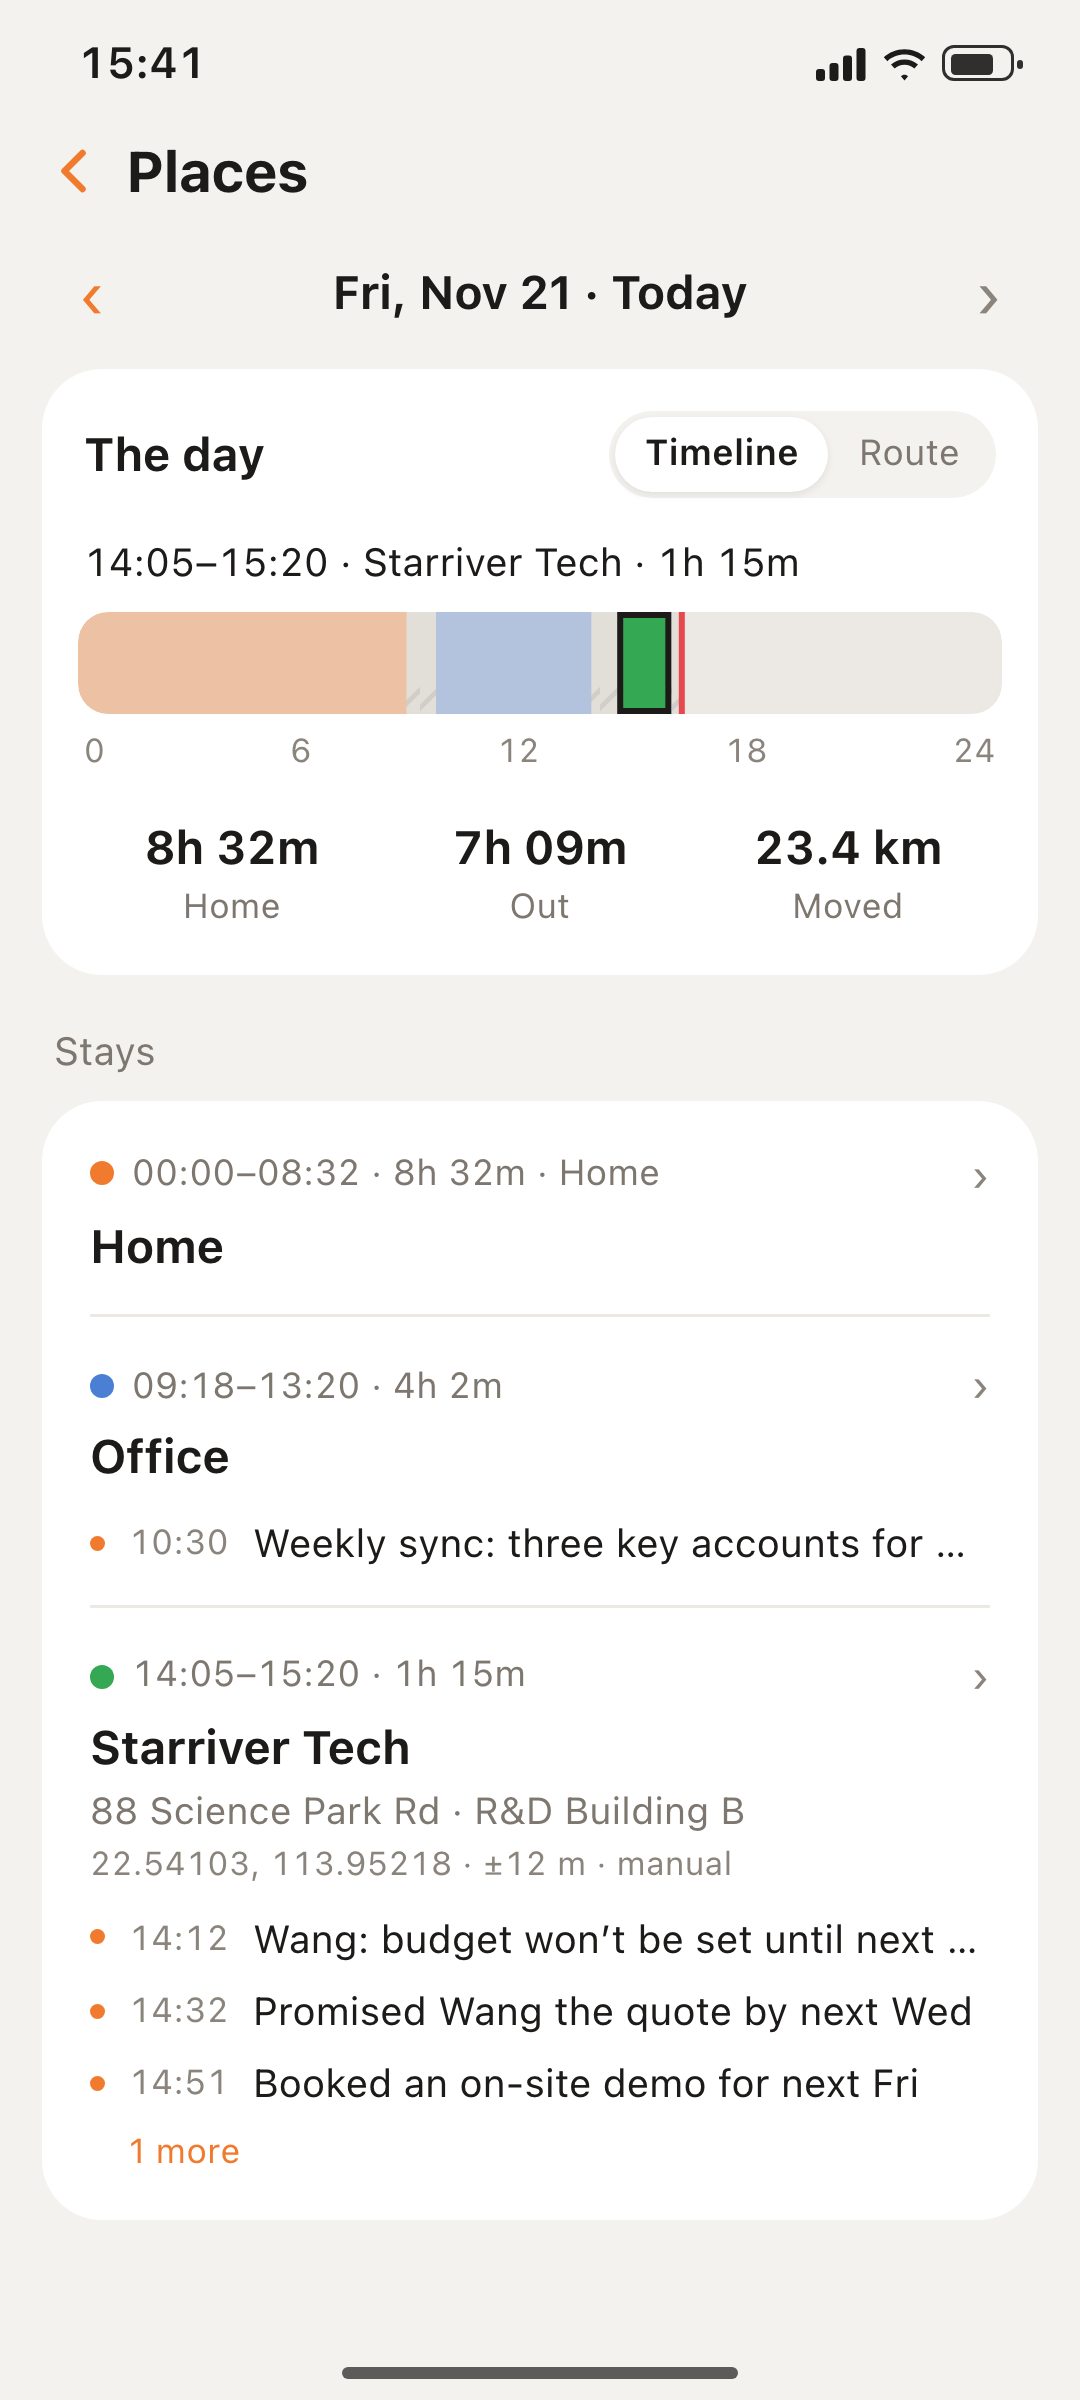 15:41
Places
Fri, Nov 21 · Today
The day
Timeline
Route
14:05–15:20 · Starriver Tech · 1h 15m
0 6 12 18 24
8h 32m 7h 09m 23.4 km
Home Out Moved
Stays
00:00–08:32 · 8h 32m · Home
Home
09:18–13:20 · 4h 2m
Office
10:30 Weekly sync: three key accounts for ...
14:05–15:20 · 1h 15m
Starriver Tech
88 Science Park Rd · R&D Building B
22.54103, 113.95218 · ±12 m · manual
14:12 Wang: budget won’t be set until next ...
14:32 Promised Wang the quote by next Wed
14:51 Booked an on-site demo for next Fri
1 more